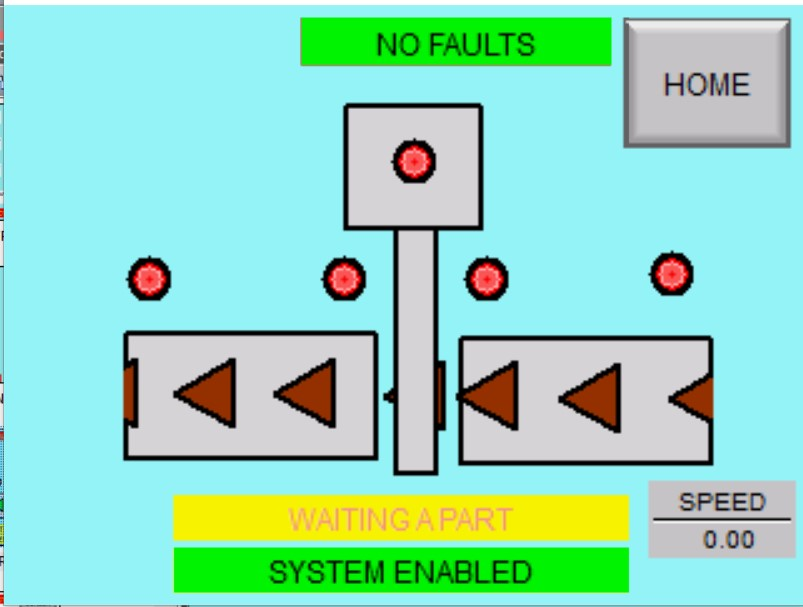 NO FAULTS
HOME
WAITING A PART
SPEED
0.00
SYSTEM ENABLED